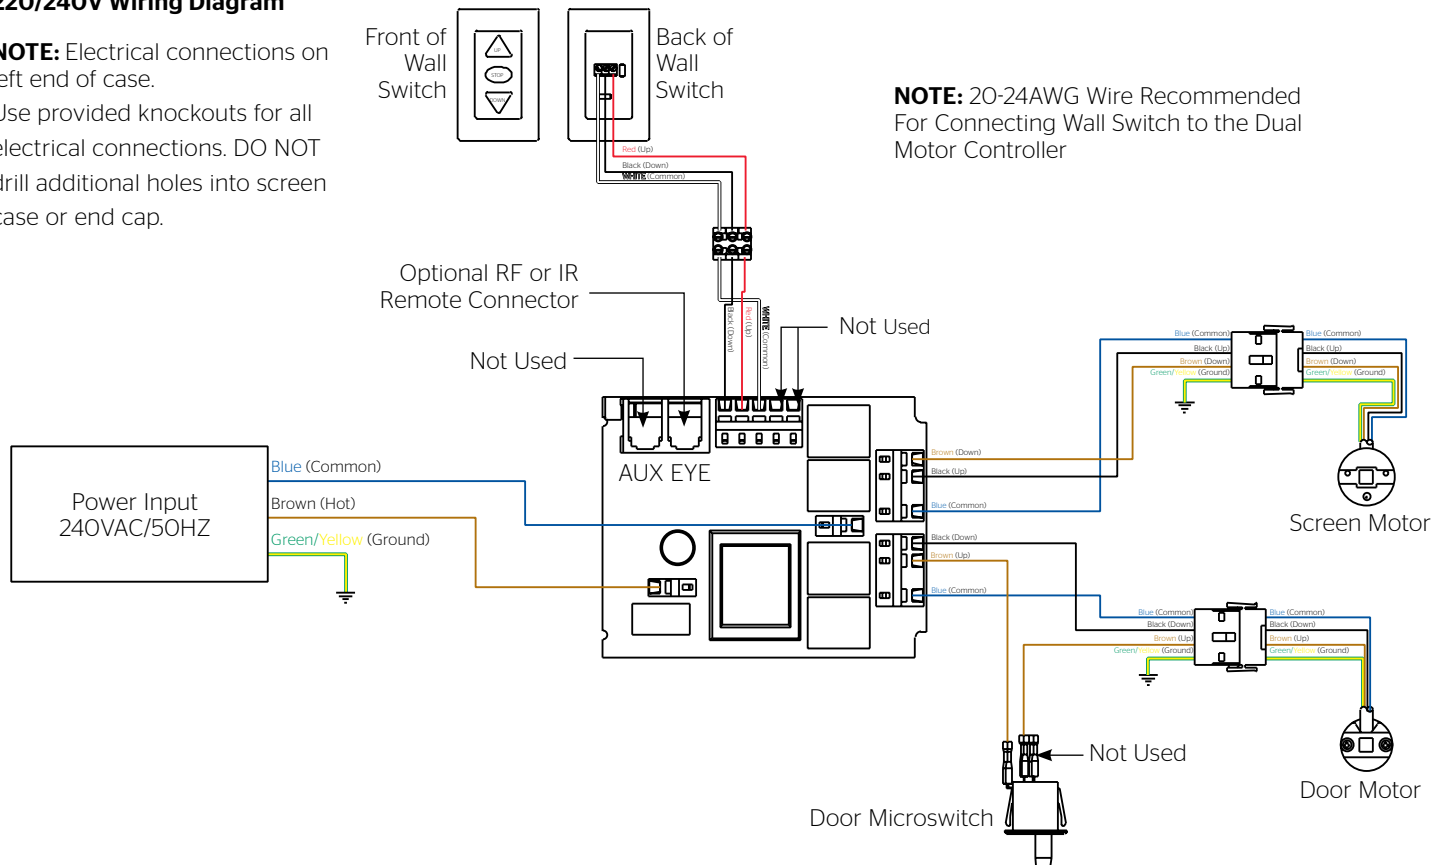 220/240V Wiring Diagram
NOTE: Electrical connections on
left end of case.
Use provided knockouts for all
electrical connections. DO NOT
drill additional holes into screen
case or end cap.
Front of
Wall
Switch
UP
STOP
DOWN
Back of
Wall
Switch
NOTE: 20-24AWG Wire Recommended
For Connecting Wall Switch to the Dual
Motor Controller
Red (Up)
Black (Down)
WHITE (Common)
Optional RF or IR
Remote Connector
Not Used
Black (Down)
Red (Up)
WHITE (Common)
Not Used
AUX EYE
Power Input
240VAC/50HZ
Blue (Common)
Brown (Hot)
Green/Yellow (Ground)
Brown (Down)
Black (Up)
Blue (Common)
Black (Down)
Brown (Up)
Blue (Common)
Blue (Common)
Black (Up)
Brown (Down)
Green/Yellow (Ground)
Blue (Common)
Black (Up)
Brown (Down)
Green/Yellow (Ground)
Screen Motor
Blue (Common)
Black (Down)
Brown (Up)
Green/Yellow (Ground)
Blue (Common)
Black (Down)
Brown (Up)
Green/Yellow (Ground)
Door Motor
Not Used
Door Microswitch